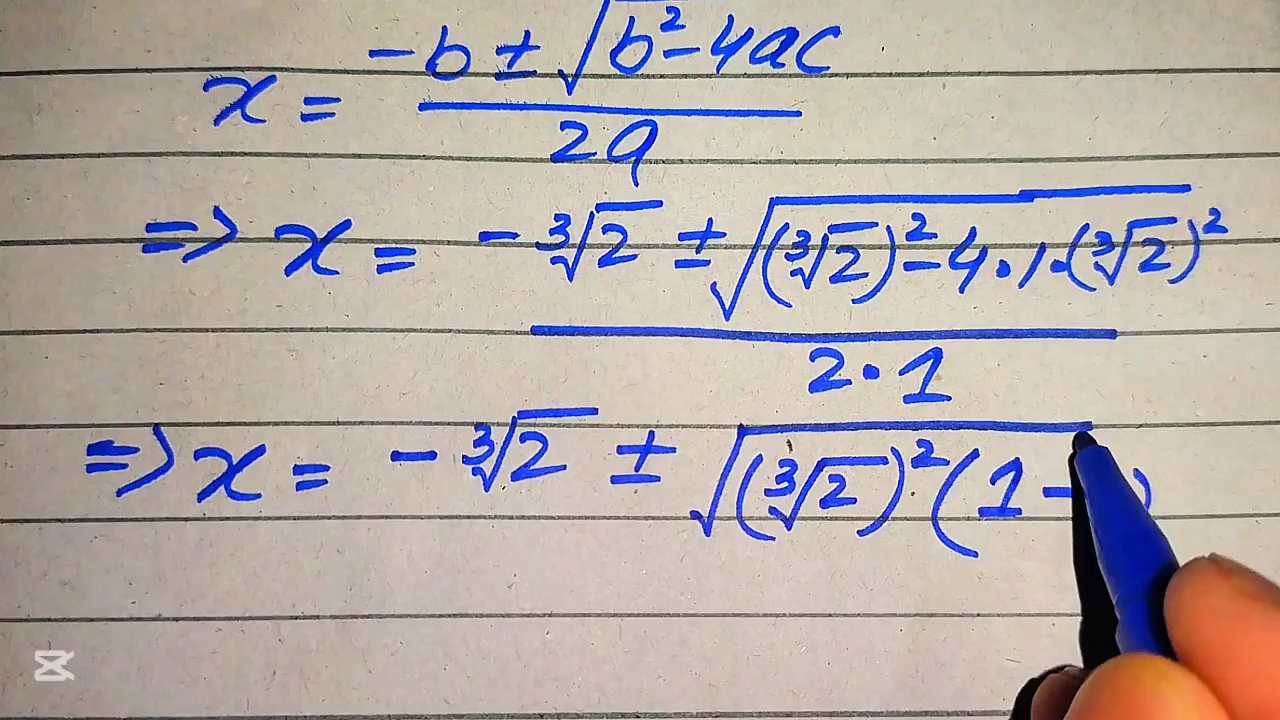 x = -b ± √b² - 4ac / 2a
=> x = -∛2 ± √(∛2)² - 4 . 1 . (∛2)² / 2 · 1
=> x = -∛2 ± √(∛2)² (1 - )